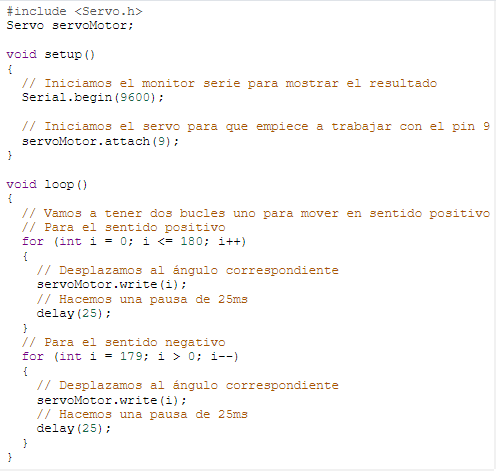 #include <Servo.h>
Servo servoMotor;

void setup()
{
  // Iniciamos el monitor serie para mostrar el resultado
  Serial.begin(9600);

  // Iniciamos el servo para que empiece a trabajar con el pin 9
  servoMotor.attach(9);
}

void loop()
{
  // Vamos a tener dos bucles uno para mover en sentido positivo
  // Para el sentido positivo
  for (int i = 0; i <= 180; i++)
  {
    // Desplazamos al ángulo correspondiente
    servoMotor.write(i);
    // Hacemos una pausa de 25ms
    delay(25);
  }
  // Para el sentido negativo
  for (int i = 179; i > 0; i--)
  {
    // Desplazamos al ángulo correspondiente
    servoMotor.write(i);
    // Hacemos una pausa de 25ms
    delay(25);
  }
}